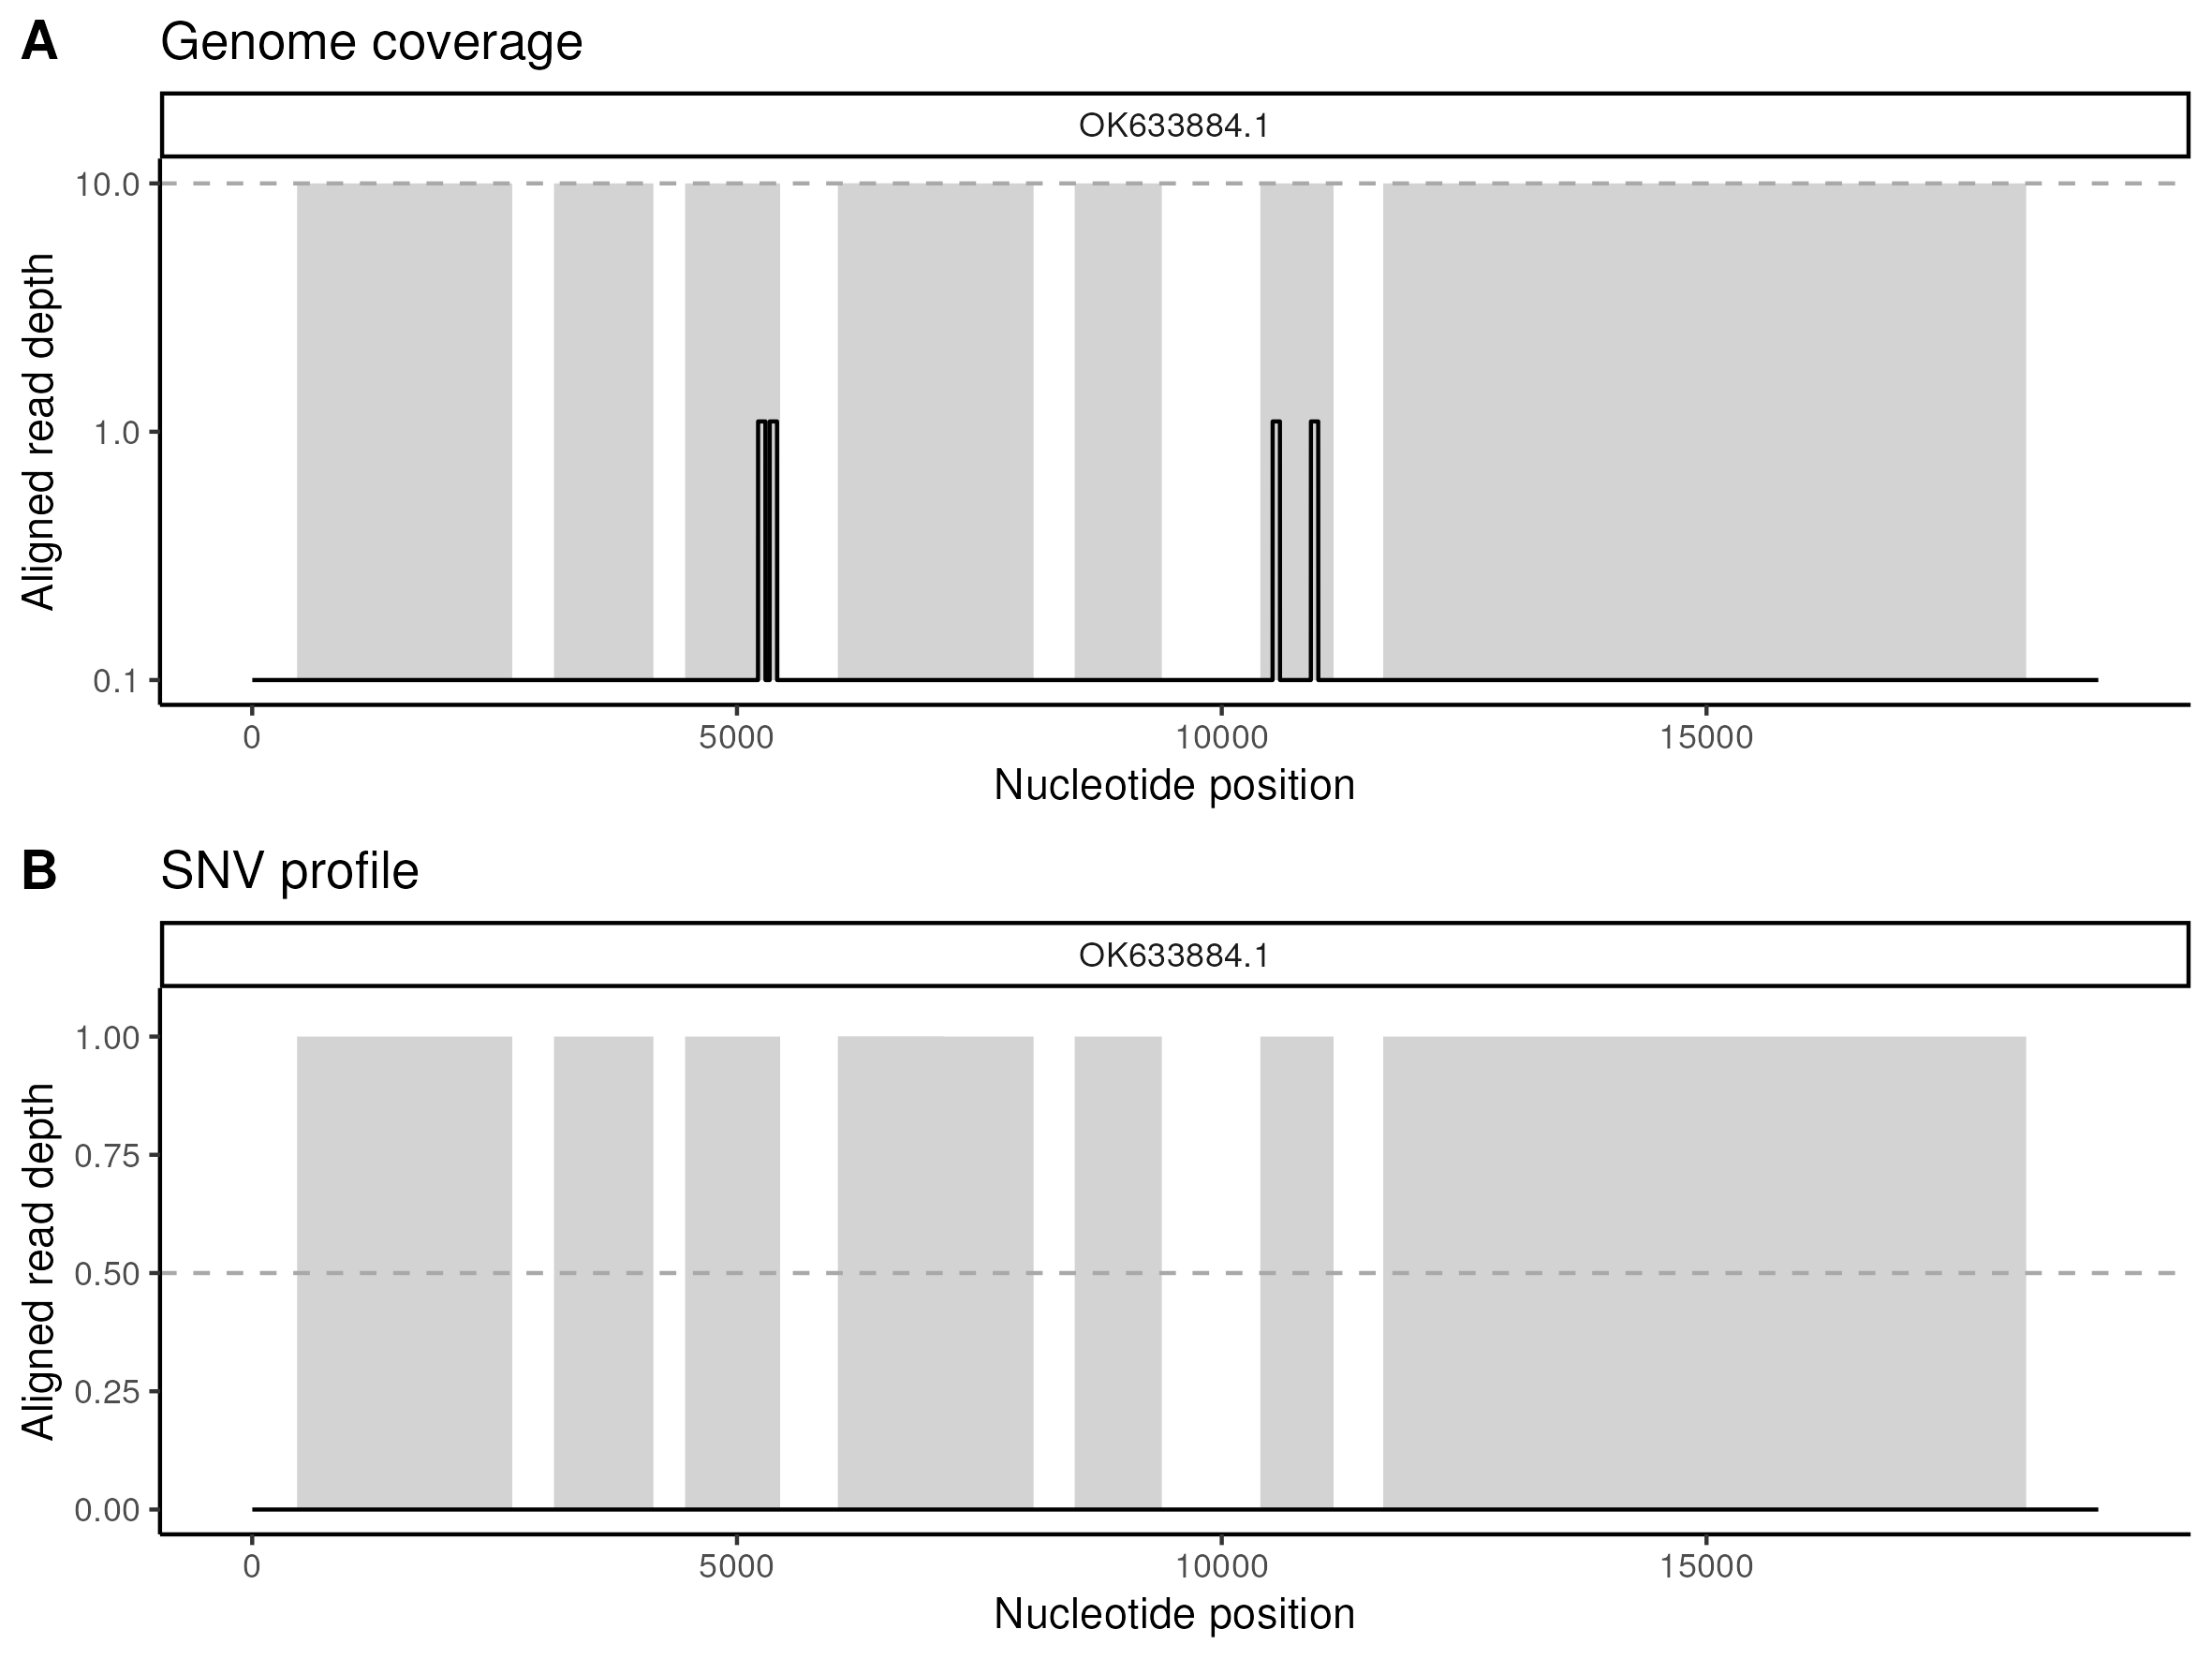 A Genome coverage
OK633884.1
10.0
1.0
0.1
Aligned read depth
0 5000 10000 15000
Nucleotide position
B SNV profile
OK633884.1
1.00
0.75
0.50
0.25
0.00
Aligned read depth
0 5000 10000 15000
Nucleotide position